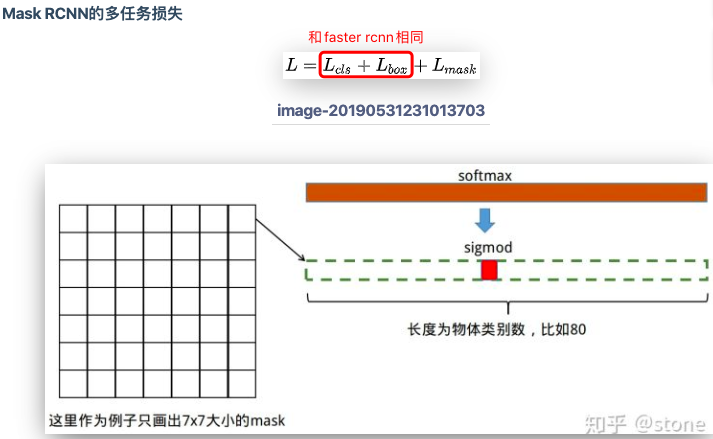 Mask RCNN的多任务损失
和faster rcnn相同
L = L_{cls} + L_{box} + L_{mask}
image-20190531231013703
softmax
sigmod
长度为物体类别数，比如80
这里作为例子只画出7x7大小的mask
知乎 @stone